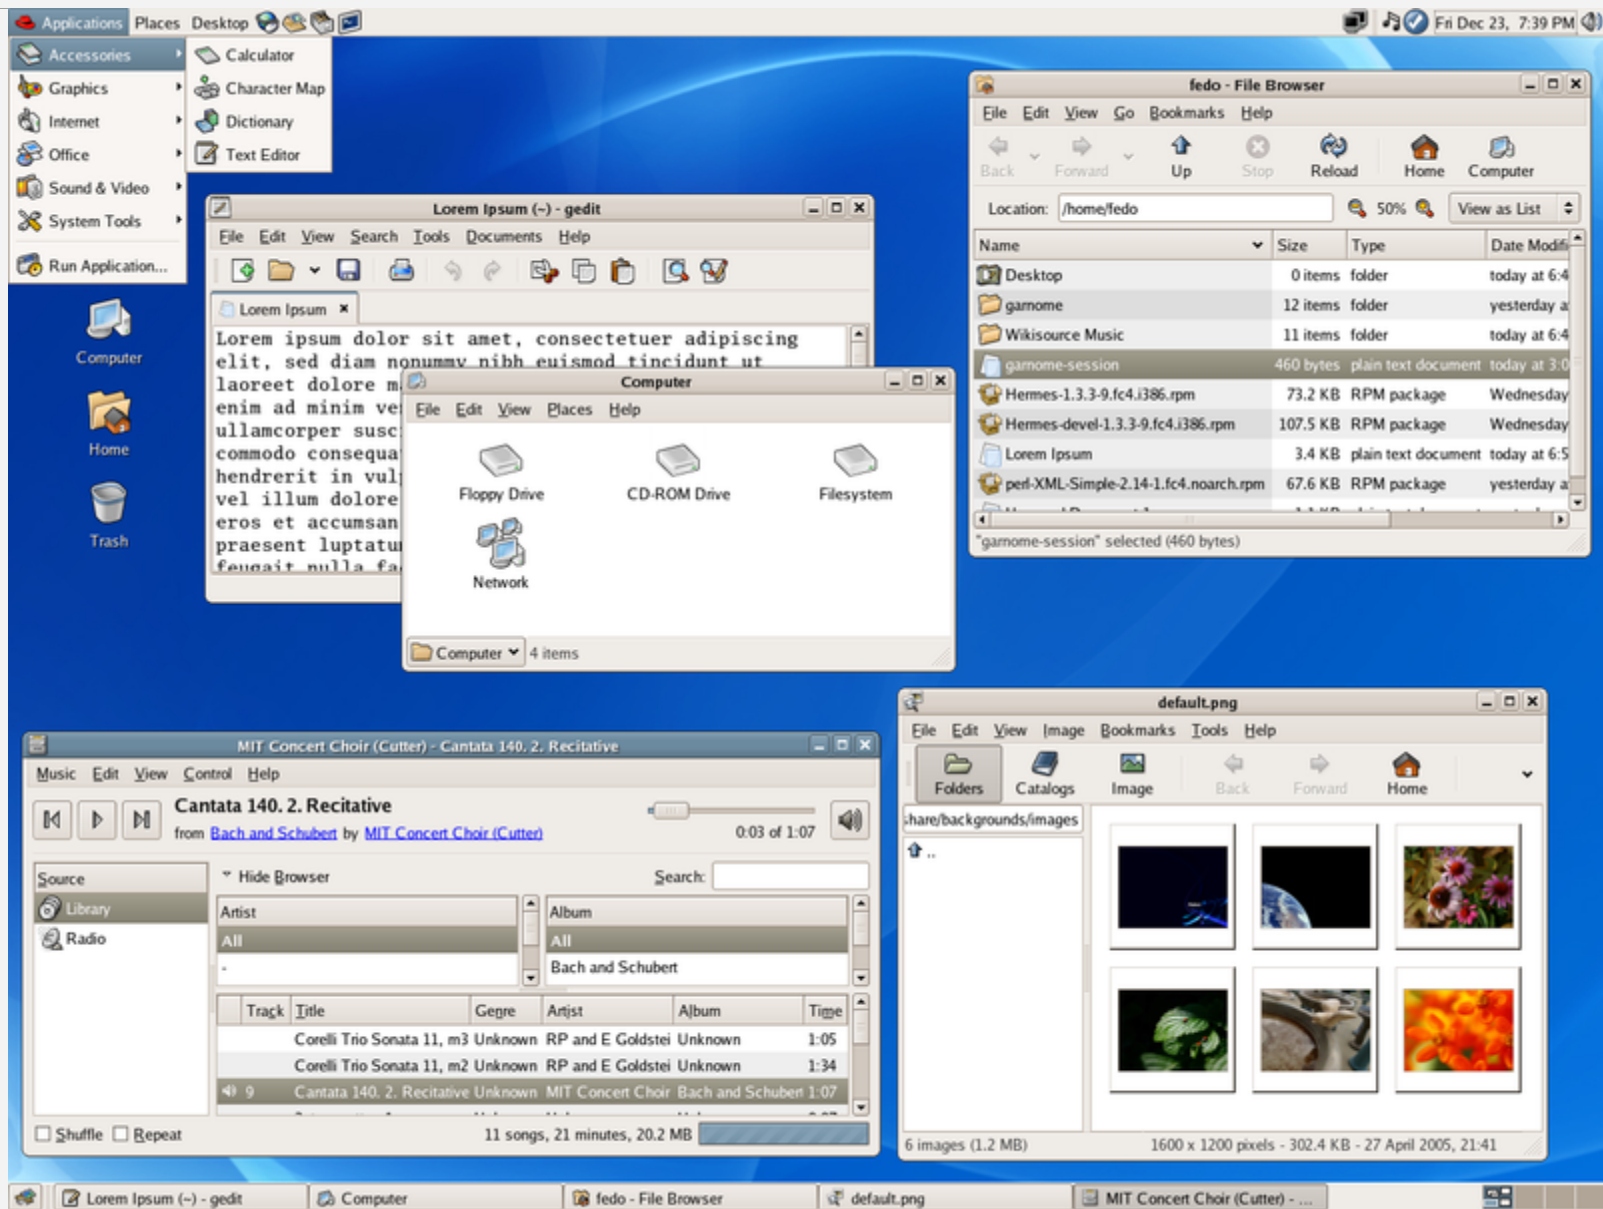 Applications Places Desktop
Fri Dec 23, 7:39 PM
Accessories
Graphics
Internet
Office
Sound & Video
System Tools
Run Application...
Calculator
Character Map
Dictionary
Text Editor
Computer
Home
Trash
Lorem Ipsum (~) - gedit
File Edit View Search Tools Documents Help
Lorem Ipsum
Lorem ipsum dolor sit amet, consectetuer adipiscing
elit, sed diam nonummy nibh euismod tincidunt ut
laoreet dolore
enim ad minim
ullamcorper
commodo
hendrerit in
vel illum dolore
eros et accumsan
praesent
feugait nulla
Computer
File Edit View Places Help
Floppy Drive CD-ROM Drive Filesystem
Network
Computer 4 items
fedo - File Browser
File Edit View Go Bookmarks Help
Back Forward Up Stop Reload Home Computer
Location: /home/fedo 50% View as List
Name Size Type Date Modifi
Desktop 0 items folder today at 6:4
garnome 12 items folder yesterday a
Wikisource Music 11 items folder today at 6:4
garnome-session 460 bytes plain text document today at 3:0
Hermes-1.3.3-9.fc4.i386.rpm 73.2 KB RPM package Wednesday
Hermes-devel-1.3.3-9.fc4.i386.rpm 107.5 KB RPM package Wednesday
Lorem Ipsum 3.4 KB plain text document today at 6:5
perl-XML-Simple-2.14-1.fc4.noarch.rpm 67.6 KB RPM package yesterday a
"garnome-session" selected (460 bytes)
MIT Concert Choir (Cutter) - Cantata 140. 2. Recitative
Music Edit View Control Help
Cantata 140. 2. Recitative
from Bach and Schubert by MIT Concert Choir (Cutter)
0:03 of 1:07
Source
Library
Radio
Hide Browser Search:
Artist Album
All All
- Bach and Schubert
Track Title Genre Artist Album Time
Corelli Trio Sonata 11, m3 Unknown RP and E Goldstei Unknown 1:05
Corelli Trio Sonata 11, m2 Unknown RP and E Goldstei Unknown 1:34
9 Cantata 140. 2. Recitative Unknown MIT Concert Choir Bach and Schubert 1:07
Shuffle Repeat 11 songs, 21 minutes, 20.2 MB
default.png
File Edit View Image Bookmarks Tools Help
Folders Catalogs Image Back Forward Home
share/backgrounds/images
..
6 images (1.2 MB) 1600 x 1200 pixels - 302.4 KB - 27 April 2005, 21:41
Lorem Ipsum (~) - gedit Computer fedo - File Browser default.png MIT Concert Choir (Cutter) - ...